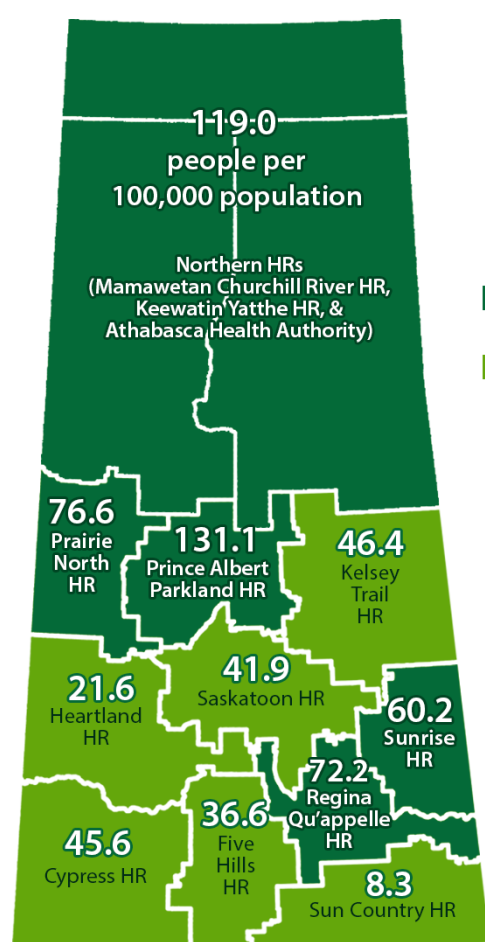 119.0
people per
100,000 population
Northern HRs
(Mamawetan Churchill River HR,
Keewatin Yatthe HR, &
Athabasca Health Authority)
76.6
Prairie
North
HR
131.1
Prince Albert
Parkland HR
46.4
Kelsey
Trail
HR
21.6
Heartland
HR
41.9
Saskatoon HR
60.2
Sunrise
HR
72.2
Regina
Qu’appelle
HR
45.6
Cypress HR
36.6
Five
Hills
HR
8.3
Sun Country HR